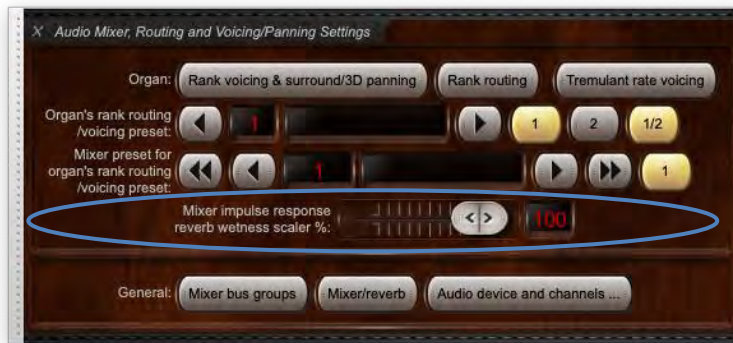 X Audio Mixer, Routing and Voicing/Panning Settings
Organ: Rank voicing & surround/3D panning Rank routing Tremulant rate voicing
Organ's rank routing
/voicing preset: 1 1 2 1/2
Mixer preset for
organ's rank routing
/voicing preset: 1 1
Mixer impulse response
reverb wetness scaler %: < > 100
General: Mixer bus groups Mixer/reverb Audio device and channels ...